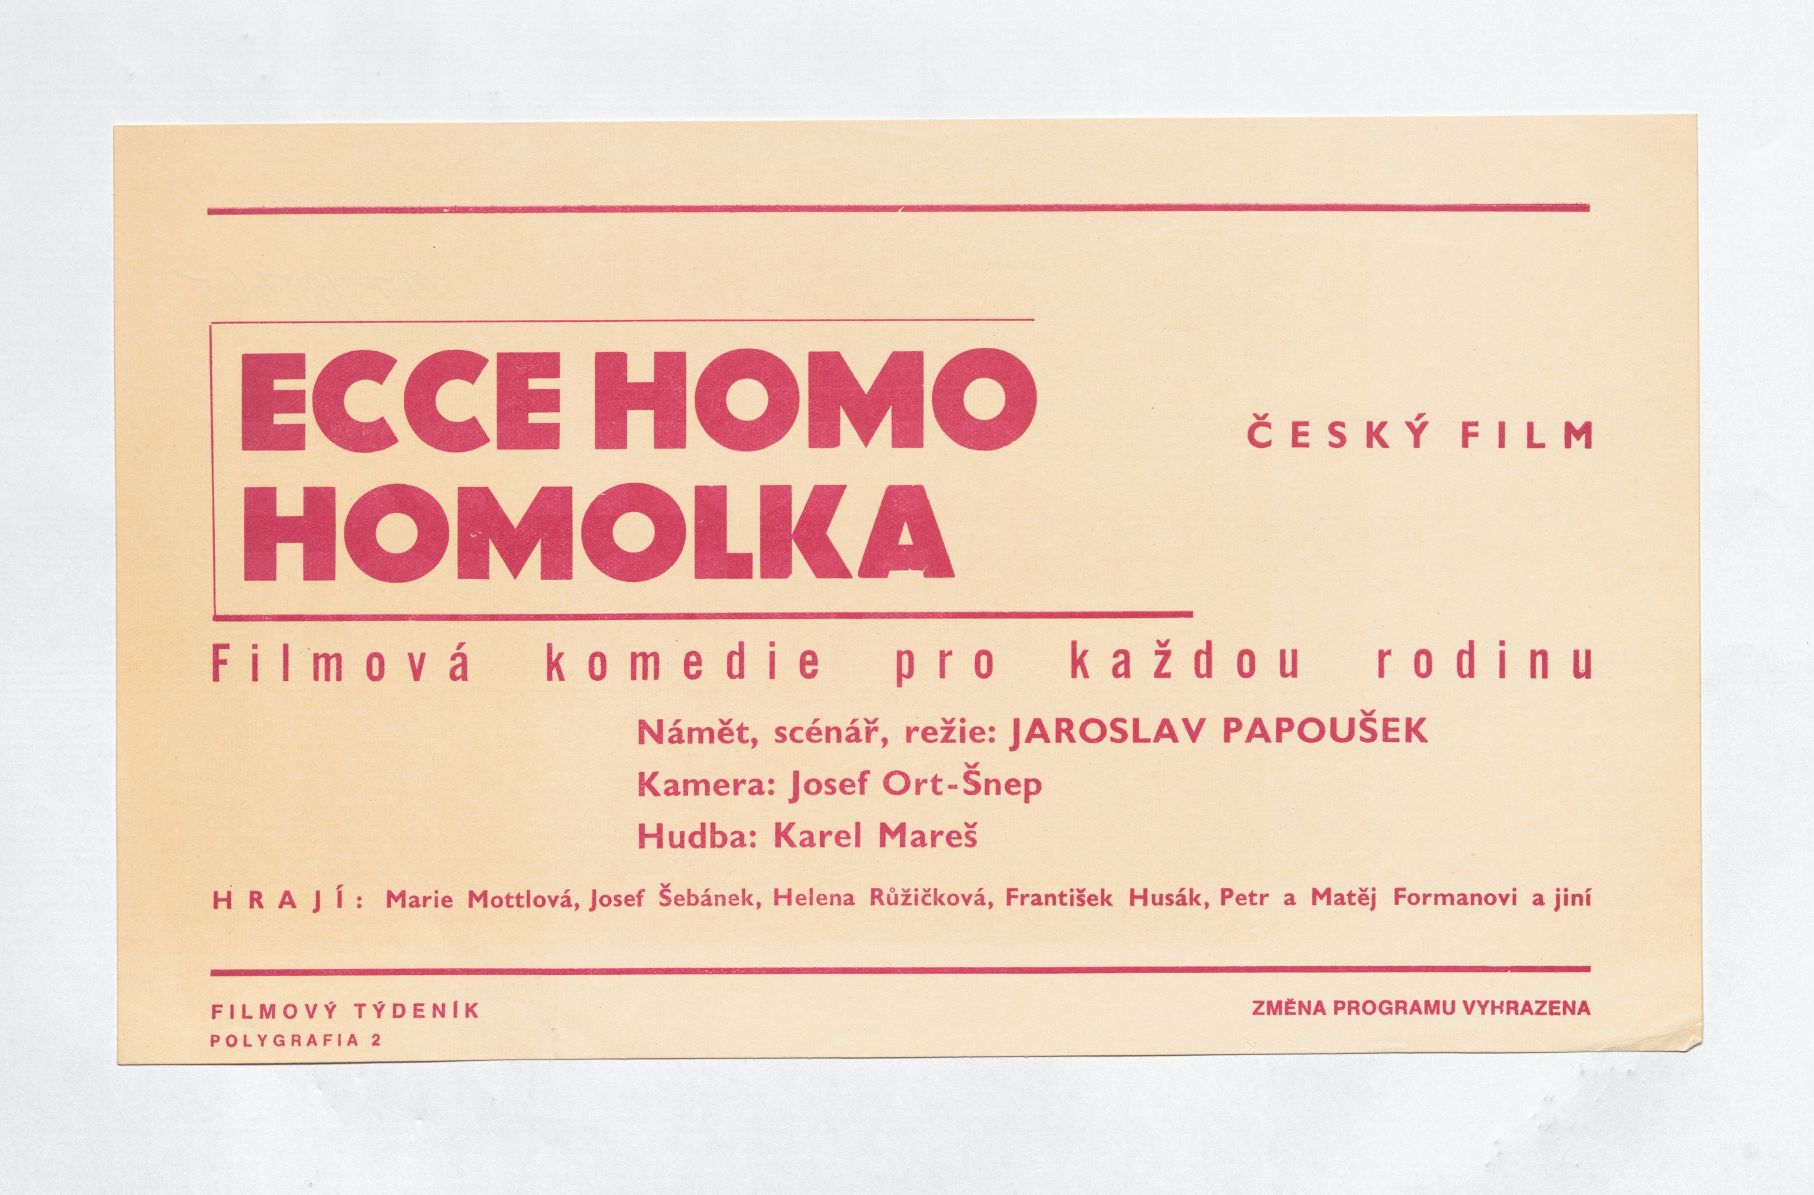 ECCE HOMO
HOMOLKA
ČESKÝ FILM
Filmová komedie pro každou rodinu
Námět, scénář, režie: JAROSLAV PAPOUŠEK
Kamera: Josef Ort-Šnep
Hudba: Karel Mareš
HRAJÍ: Marie Mottlová, Josef Šebánek, Helena Růžičková, František Husák, Petr a Matěj Formanovi a jiní
FILMOVÝ TÝDENÍK
ZMĚNA PROGRAMU VYHRAZENA
POLYGRAFIA 2